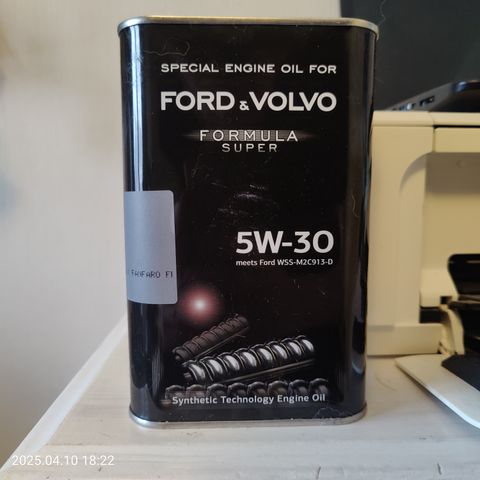 SPECIAL ENGINE OIL FOR
FORD & VOLVO
FORMULA
SUPER
5W-30
meets Ford WSS-M2C913-D
FANFARO F
Synthetic Technology Engine Oil
2025.04.10 18:22